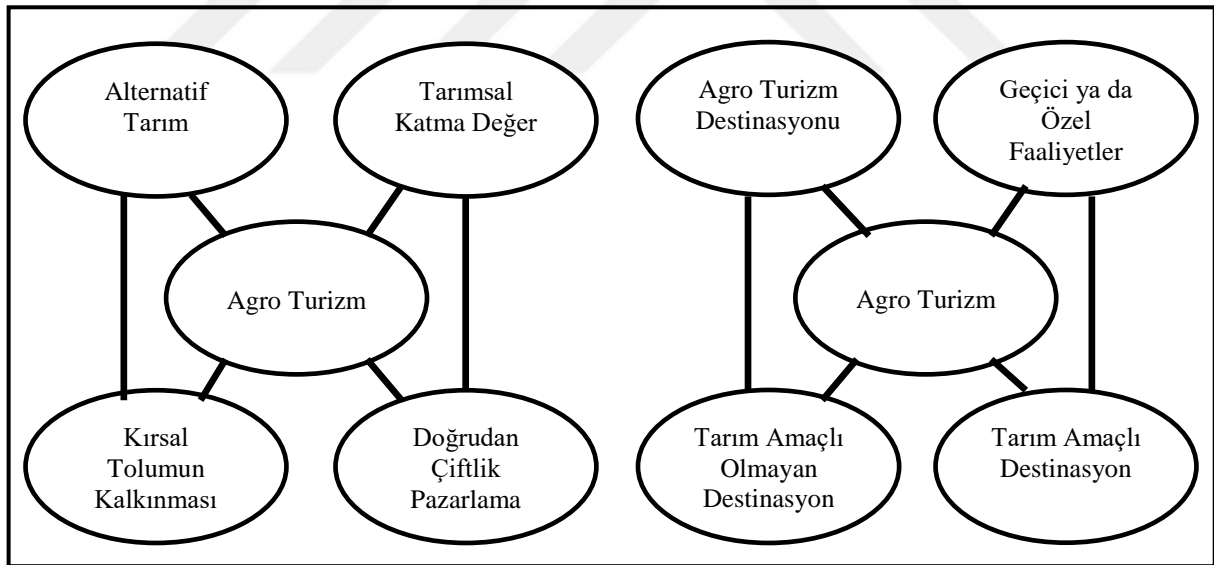 Alternatif
Tarım
Tarımsal
Katma Değer
Agro Turizm
Kırsal
Tolumun
Kalkınması
Doğrudan
Çiftlik
Pazarlama
Agro Turizm
Destinasyonu
Geçici ya da
Özel
Faaliyetler
Agro Turizm
Tarım Amaçlı
Olmayan
Destinasyon
Tarım Amaçlı
Destinasyon